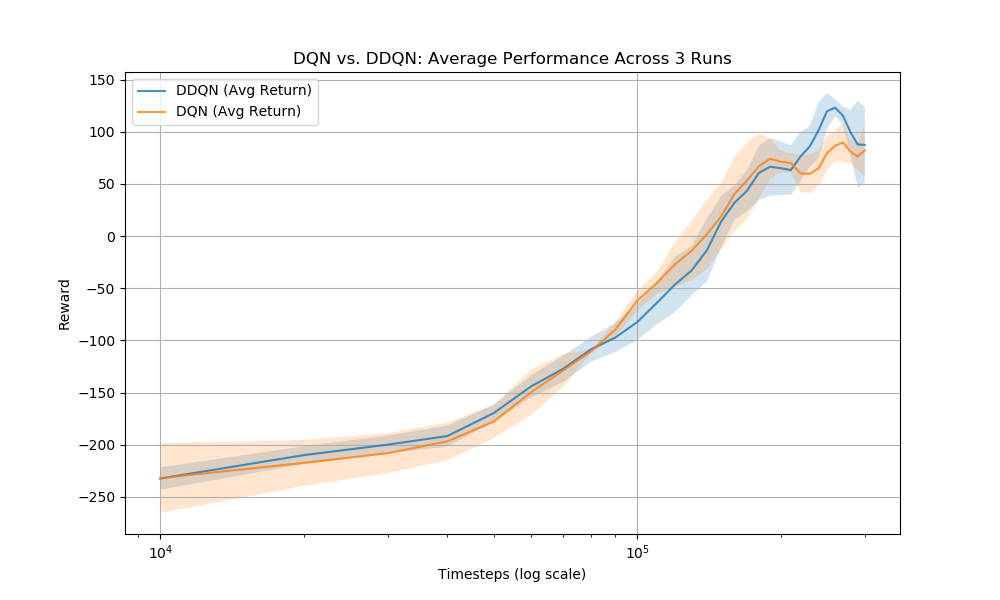 DQN vs. DDQN: Average Performance Across 3 Runs
DDQN (Avg Return)
DQN (Avg Return)
150
100
50
0
−50
−100
−150
−200
−250
Reward
10⁴
10⁵
Timesteps (log scale)